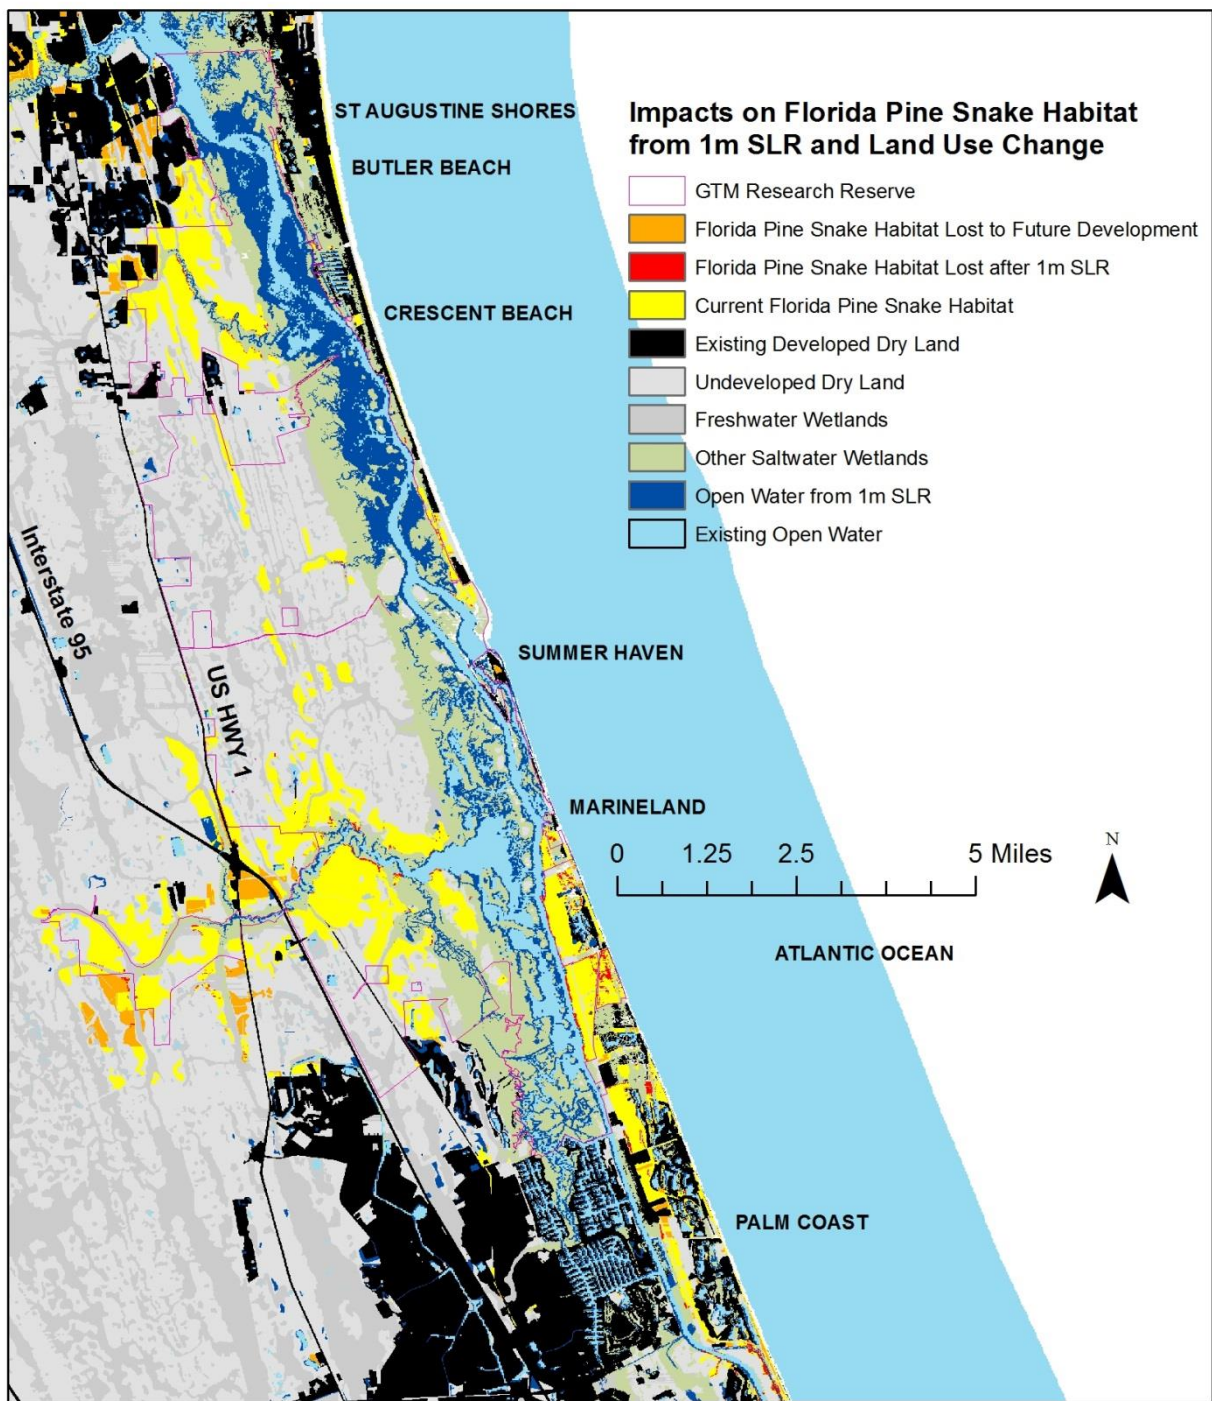 ST AUGUSTINE SHORES
BUTLER BEACH
CRESCENT BEACH
Impacts on Florida Pine Snake Habitat
from 1m SLR and Land Use Change
GTM Research Reserve
Florida Pine Snake Habitat Lost to Future Development
Florida Pine Snake Habitat Lost after 1m SLR
Current Florida Pine Snake Habitat
Existing Developed Dry Land
Undeveloped Dry Land
Freshwater Wetlands
Other Saltwater Wetlands
Open Water from 1m SLR
Existing Open Water
Interstate 95
US HWY 1
SUMMER HAVEN
MARINELAND
0 1.25 2.5 5 Miles
N
ATLANTIC OCEAN
PALM COAST